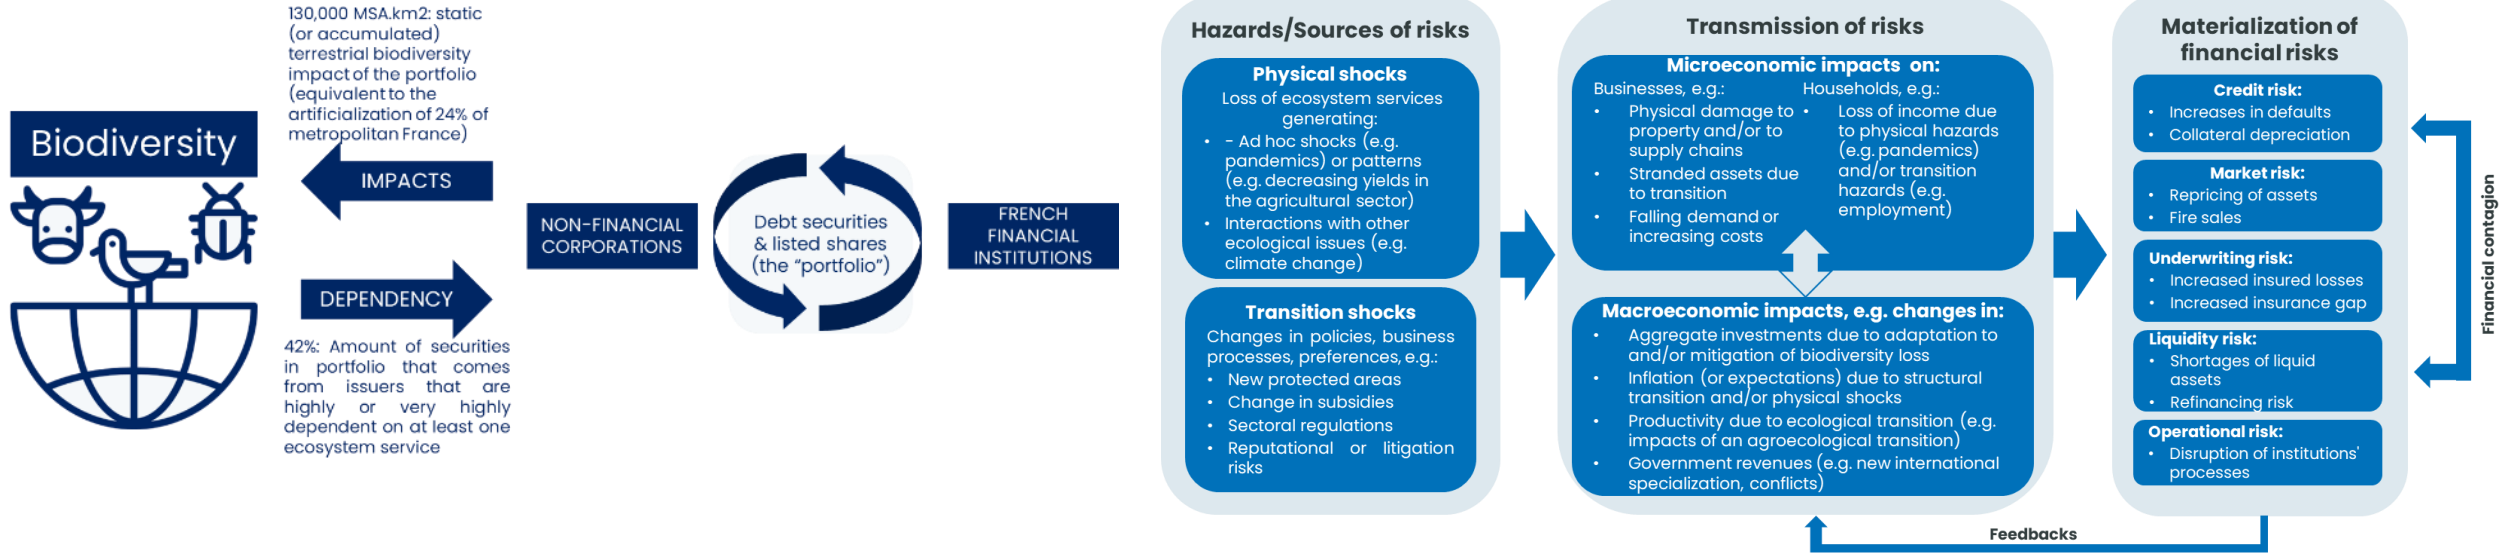 130,000 MSA.km2: static
(or accumulated)
terrestrial biodiversity
impact of the portfolio
(equivalent to the
artificialization of 24% of
metropolitan France)
Biodiversity
IMPACTS
DEPENDENCY
42%: Amount of securities
in portfolio that comes
from issuers that are
highly or very highly
dependent on at least one
ecosystem service
NON-FINANCIAL
CORPORATIONS
Debt securities
& listed shares
(the “portfolio”)
FRENCH
FINANCIAL
INSTITUTIONS
Hazards/Sources of risks
Physical shocks
Loss of ecosystem services
generating:
• - Ad hoc shocks (e.g.
pandemics) or patterns
(e.g. decreasing yields in
the agricultural sector)
• Interactions with other
ecological issues (e.g.
climate change)
Transition shocks
Changes in policies, business
processes, preferences, e.g.:
• New protected areas
• Change in subsidies
• Sectoral regulations
• Reputational or litigation
risks
Transmission of risks
Microeconomic impacts on:
Businesses, e.g.:
• Physical damage to
property and/or to
supply chains
• Stranded assets due
to transition
• Falling demand or
increasing costs
Households, e.g.:
• Loss of income due
to physical hazards
(e.g. pandemics)
and/or transition
hazards (e.g.
employment)
Macroeconomic impacts, e.g. changes in:
• Aggregate investments due to adaptation to
and/or mitigation of biodiversity loss
• Inflation (or expectations) due to structural
transition and/or physical shocks
• Productivity due to ecological transition (e.g.
impacts of an agroecological transition)
• Government revenues (e.g. new international
specialization, conflicts)
Materialization of
financial risks
Credit risk:
• Increases in defaults
• Collateral depreciation
Market risk:
• Repricing of assets
• Fire sales
Underwriting risk:
• Increased insured losses
• Increased insurance gap
Liquidity risk:
• Shortages of liquid
assets
• Refinancing risk
Operational risk:
• Disruption of institutions'
processes
Financial contagion
Feedbacks